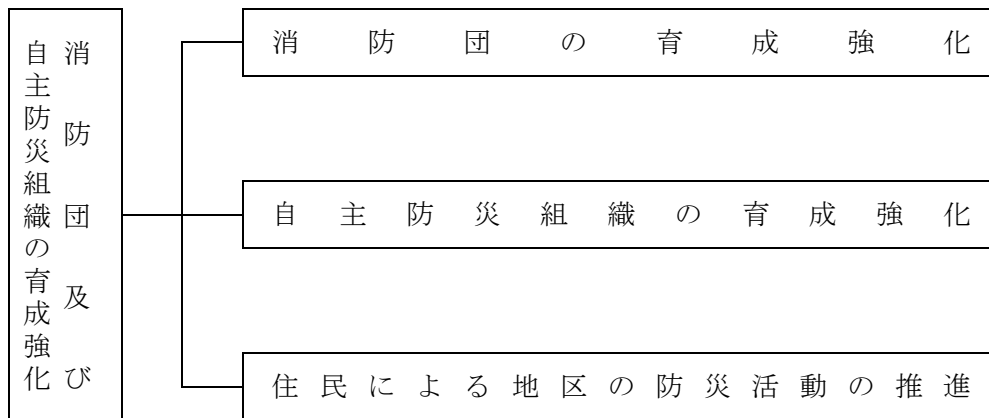 消防団及び
自主防災組織の育成強化
消防団の育成強化
自主防災組織の育成強化
住民による地区の防災活動の推進